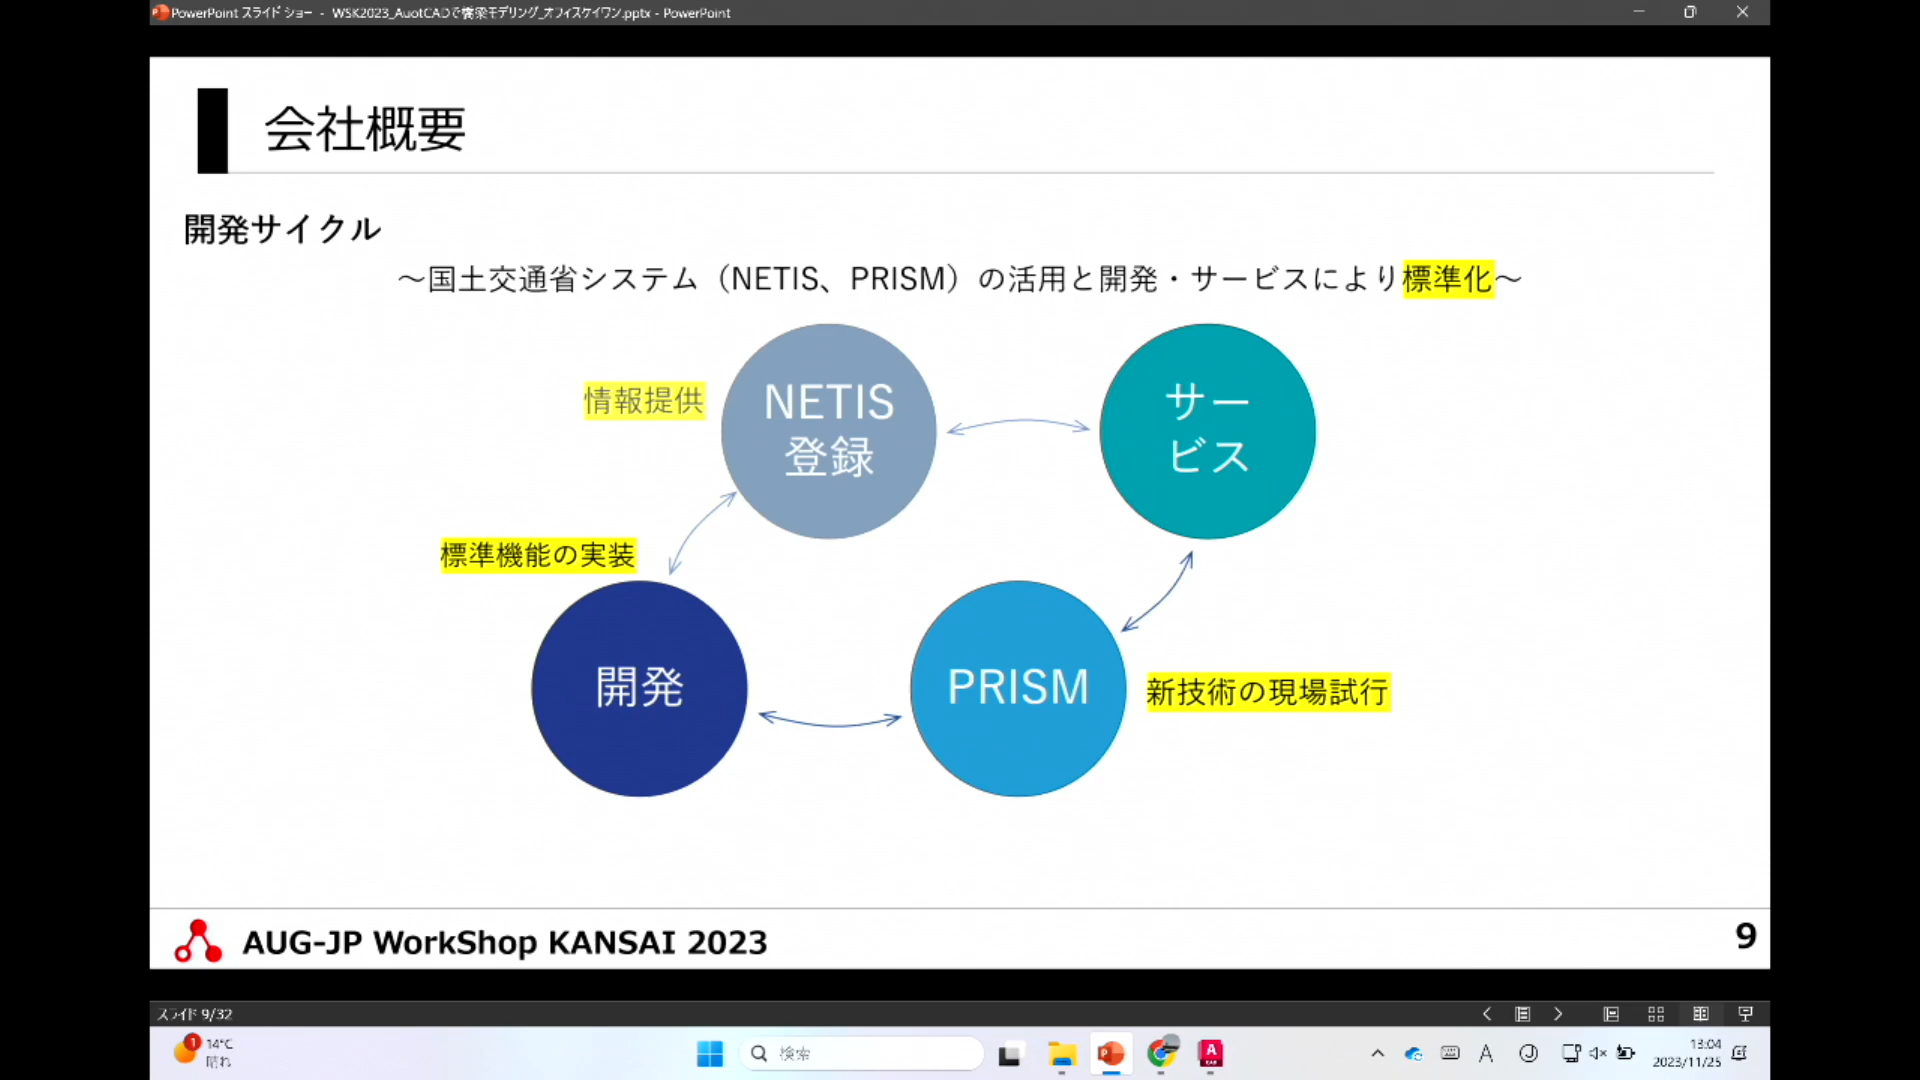 PowerPoint スライド ショー - WSK2023_AuotCADで橋梁モデリング_オフィスケイワン.pptx - PowerPoint
会社概要
開発サイクル
～国土交通省システム（NETIS、PRISM）の活用と開発・サービスにより標準化～
情報提供
NETIS
登録
サー
ビス
標準機能の実装
開発
PRISM
新技術の現場試行
AUG-JP WorkShop KANSAI 2023
9
スライド 9/32
1
14°C
晴れ
検索
A
CAD
A
13:04
2023/11/25